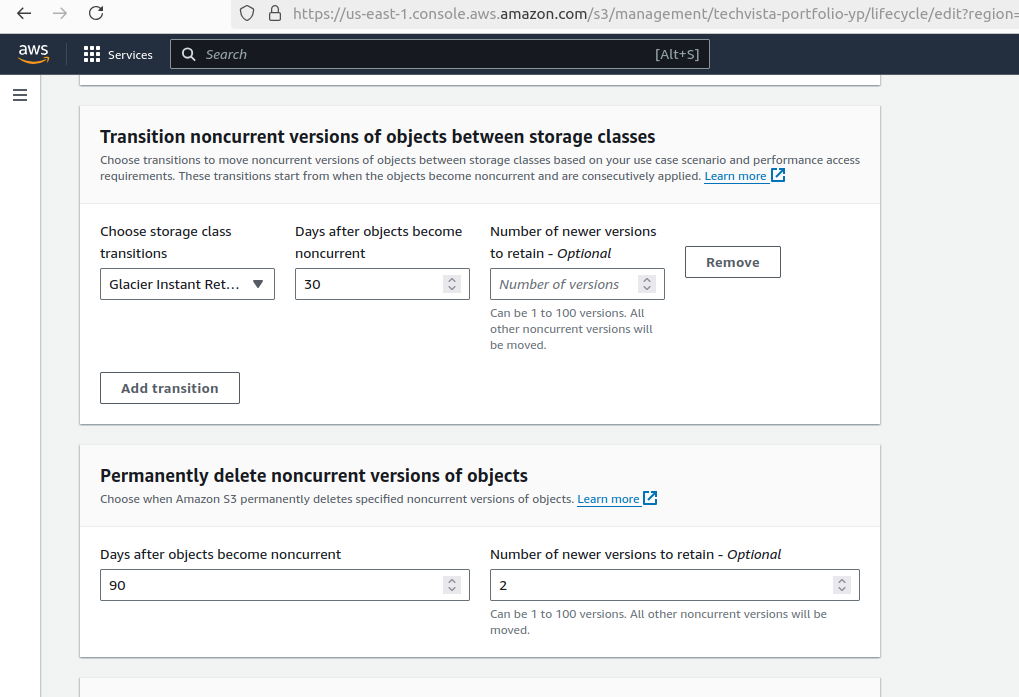 https://us-east-1.console.aws.amazon.com/s3/management/techvista-portfolio-yp/lifecycle/edit?region=
aws Services Search [Alt+S]
Transition noncurrent versions of objects between storage classes
Choose transitions to move noncurrent versions of objects between storage classes based on your use case scenario and performance access
requirements. These transitions start from when the objects become noncurrent and are consecutively applied. Learn more
Choose storage class
transitions
Glacier Instant Ret...
Days after objects become
noncurrent
30
Number of newer versions
to retain - Optional
Number of versions
Can be 1 to 100 versions. All
other noncurrent versions will
be moved.
Remove
Add transition
Permanently delete noncurrent versions of objects
Choose when Amazon S3 permanently deletes specified noncurrent versions of objects. Learn more
Days after objects become noncurrent
90
Number of newer versions to retain - Optional
2
Can be 1 to 100 versions. All other noncurrent versions will be
moved.